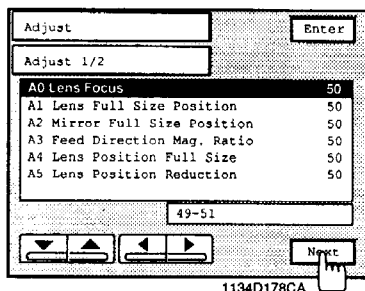 Adjust
Enter
Adjust 1/2
A0 Lens Focus 50
A1 Lens Full Size Position 50
A2 Mirror Full Size Position 50
A3 Feed Direction Mag. Ratio 50
A4 Lens Position Full Size 50
A5 Lens Position Reduction 50
49-51
Next
1134D178CA